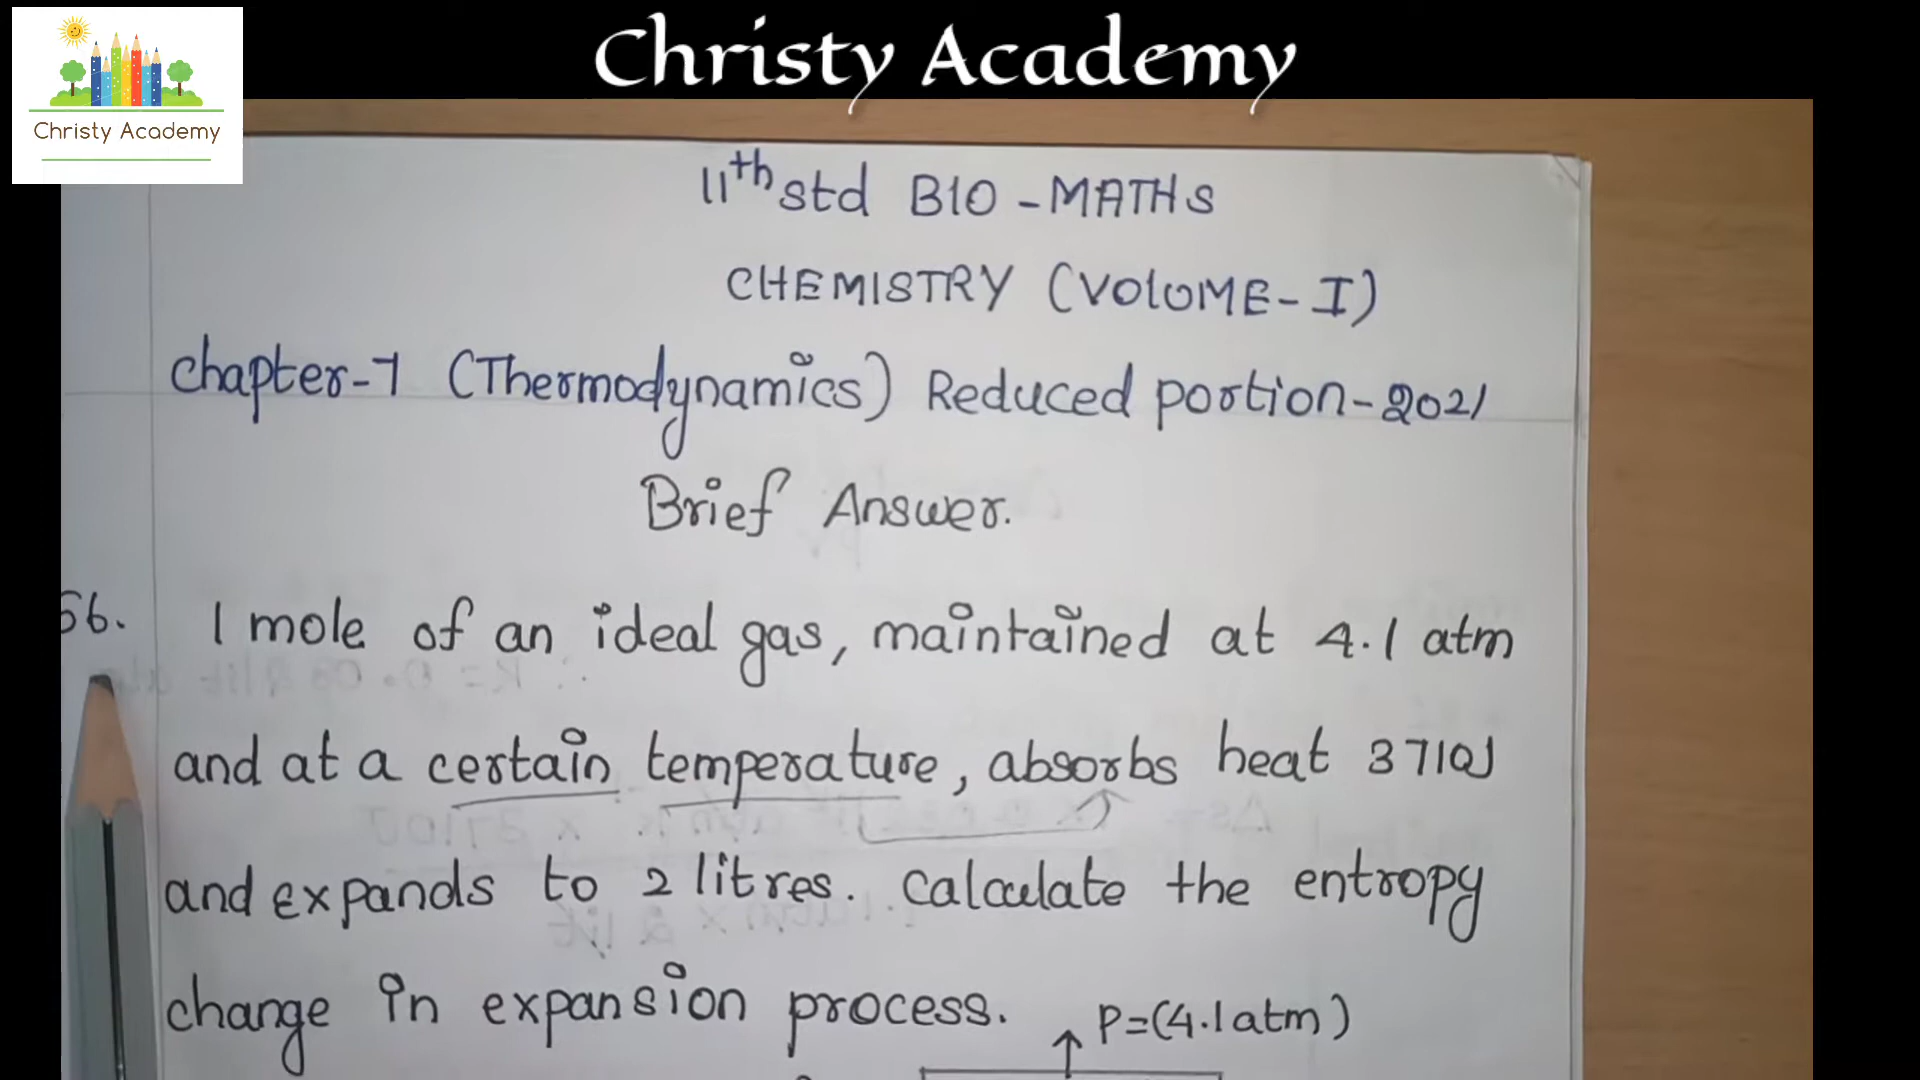 Christy Academy
Christy Academy
11th std BIO - MATHS
CHEMISTRY (VOlUME - I)
Chapter-7 (Thermodynamics) Reduced portion-2021
Brief Answer.
56. 1 mole of an ideal gas, maintained at 4.1 atm
and at a certain temperature, absorbs heat 3710J
and expands to 2 litres. Calculate the entropy
change in expansion process.
P=(4.1atm)